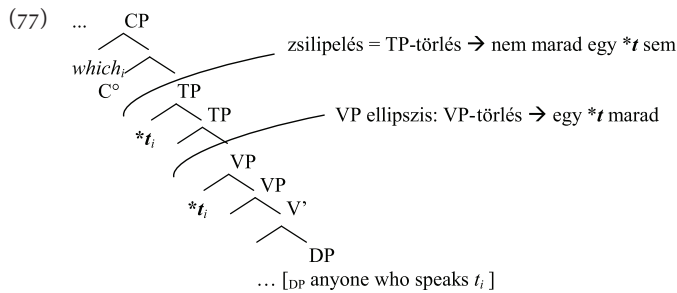 (77) ... CP
zsilipelés = TP-törlés → nem marad egy *t sem
which_i
C° TP
TP VP ellipszis: VP-törlés → egy *t marad
*t_i
VP
VP
*t_i V’
DP
… [DP anyone who speaks t_i ]